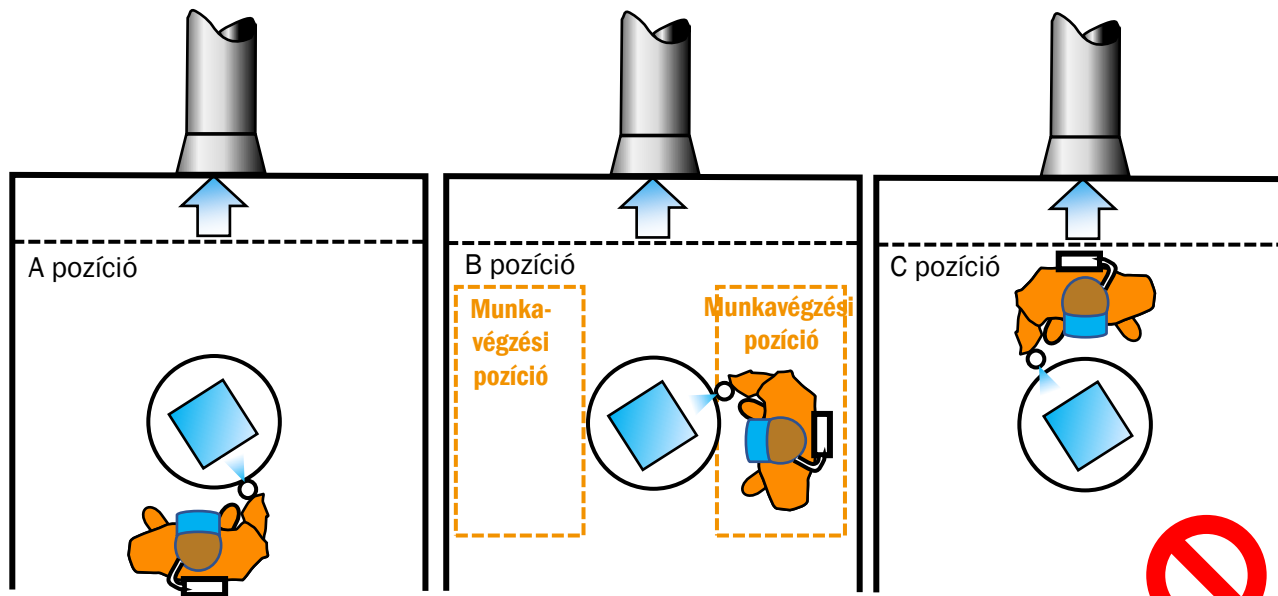 A pozíció
B pozíció
Munka-
végzési
pozíció
Munkavégzési
pozíció
C pozíció